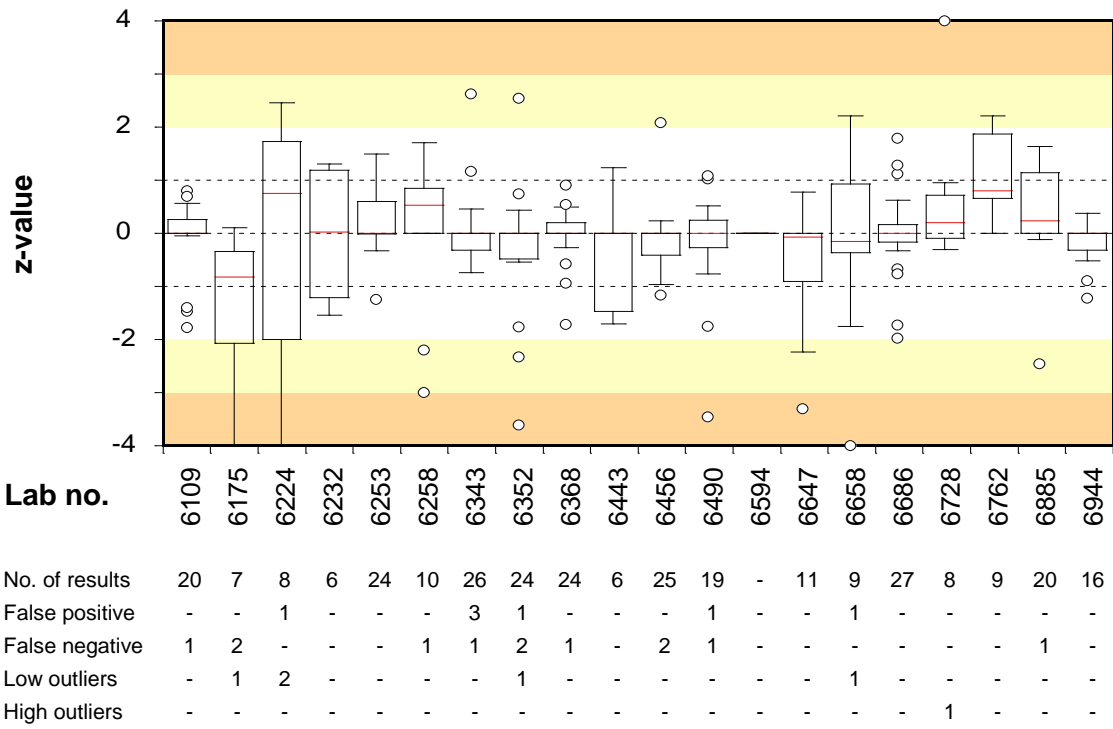 4
2
z-value
0
-2
-4
Lab no. 6109 6175 6224 6232 6253 6258 6343 6352 6368 6443 6456 6490 6594 6647 6658 6686 6728 6762 6885 6944
No. of results 20 7 8 6 24 10 26 24 24 6 25 19 - 11 9 27 8 9 20 16
False positive - - 1 - - - 3 1 - - - 1 - - 1 - - - - -
False negative 1 2 - - - 1 1 2 1 - 2 1 - - - - - - 1 -
Low outliers - 1 2 - - - - 1 - - - - - - 1 - - - - -
High outliers - - - - - - - - - - - - - - - - 1 - - -